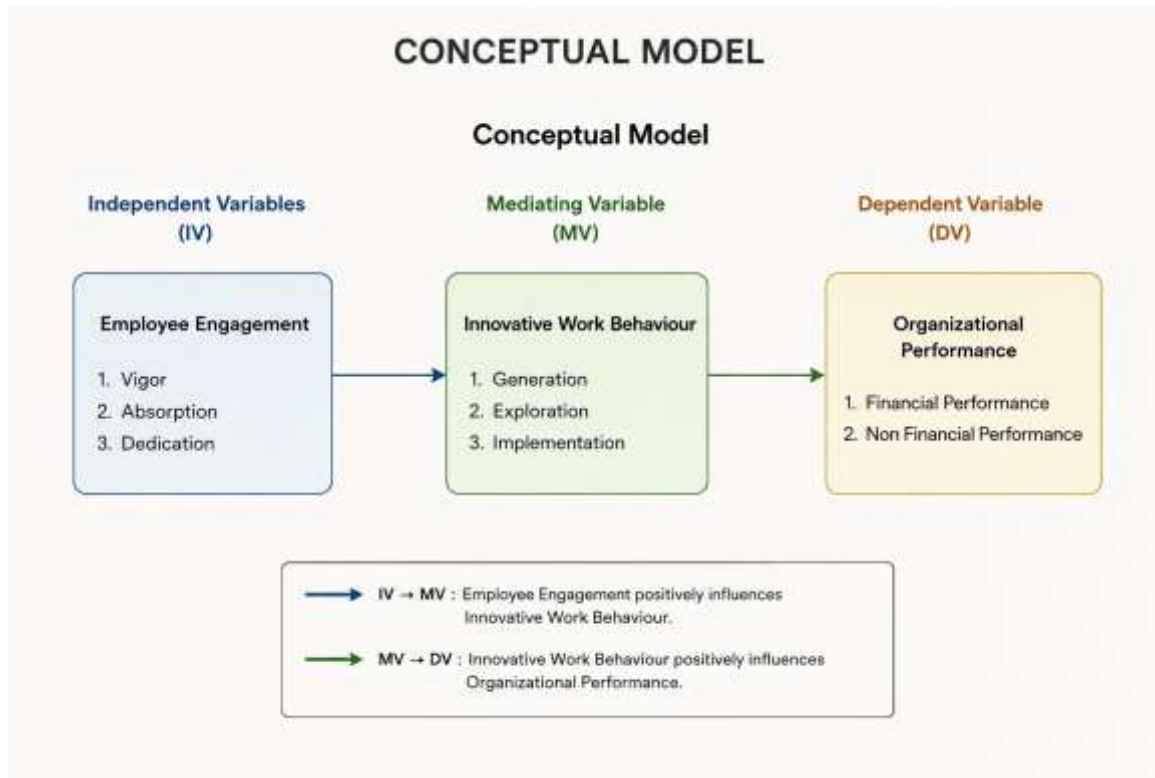 CONCEPTUAL MODEL
Conceptual Model
Independent Variables
(IV)
Mediating Variable
(MV)
Dependent Variable
(DV)
Employee Engagement
1. Vigor
2. Absorption
3. Dedication
Innovative Work Behaviour
1. Generation
2. Exploration
3. Implementation
Organizational
Performance
1. Financial Performance
2. Non Financial Performance
IV → MV : Employee Engagement positively influences
Innovative Work Behaviour.
MV → DV : Innovative Work Behaviour positively influences
Organizational Performance.